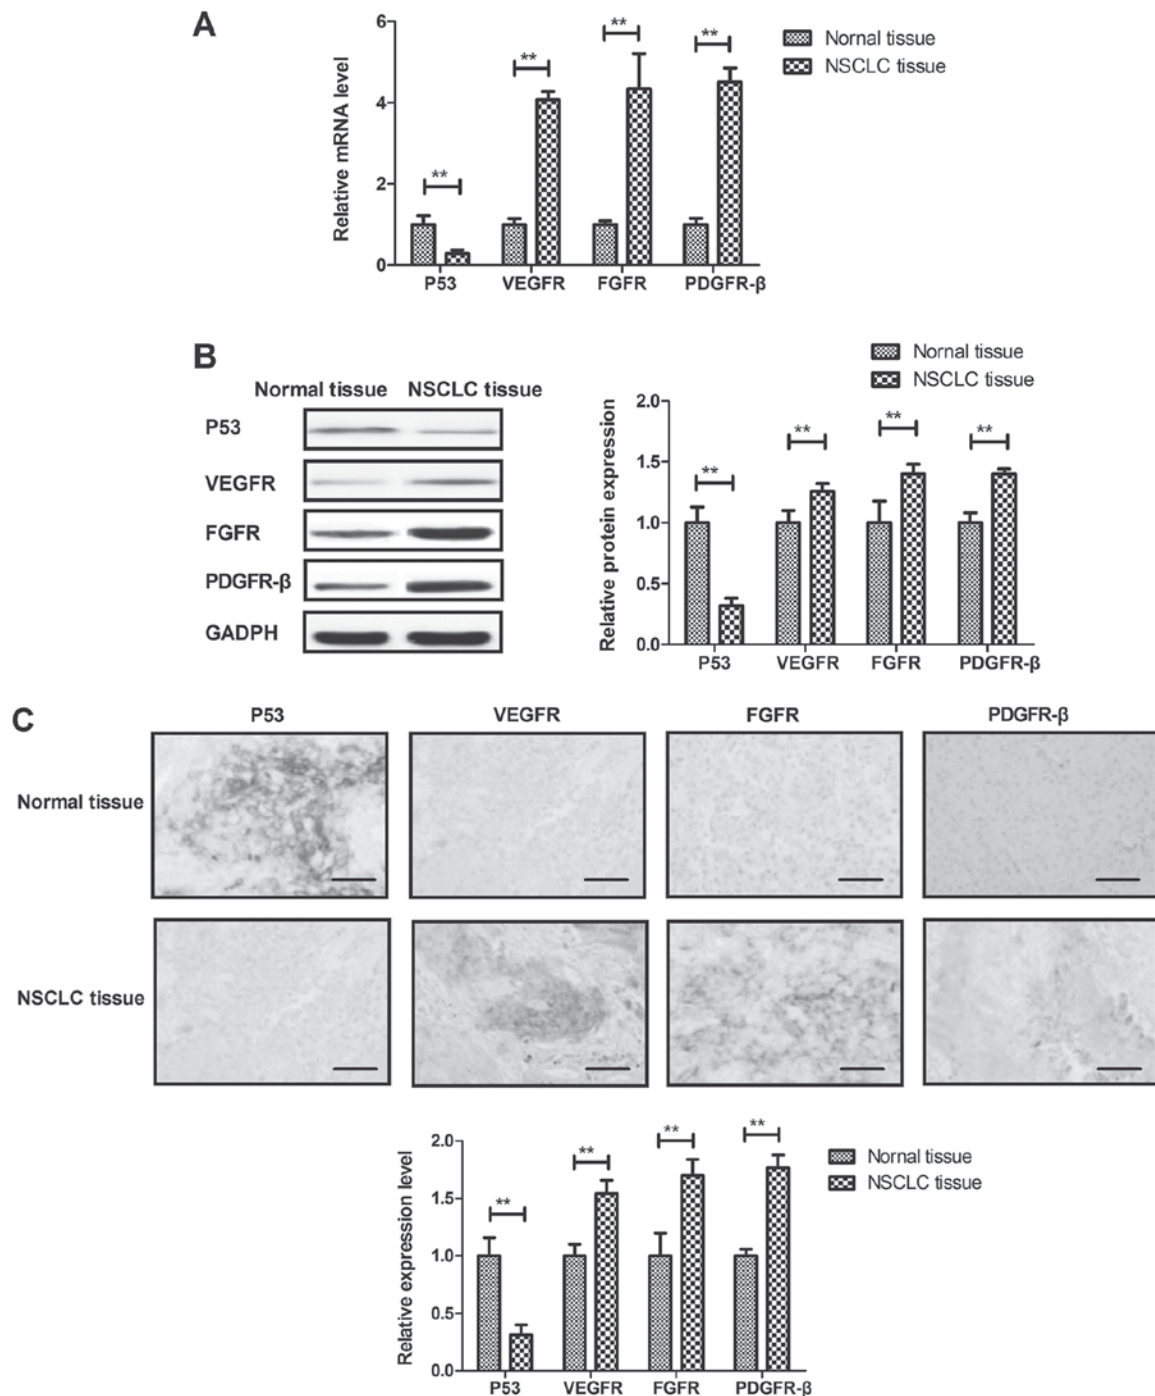 A
6
4
2
0
Relative mRNA level
**
**
**
**
P53
VEGFR
FGFR
PDGFR-β
Nornal tissue
NSCLC tissue
B
Normal tissue
NSCLC tissue
P53
VEGFR
FGFR
PDGFR-β
GADPH
Nornal tissue
NSCLC tissue
2.0
1.5
1.0
0.5
0.0
Relative protein expression
**
**
**
**
P53
VEGFR
FGFR
PDGFR-β
C
P53
VEGFR
FGFR
PDGFR-β
Normal tissue
NSCLC tissue
2.0
1.5
1.0
0.5
0.0
Relative expression level
**
**
**
**
P53
VEGFR
FGFR
PDGFR-β
Nornal tissue
NSCLC tissue